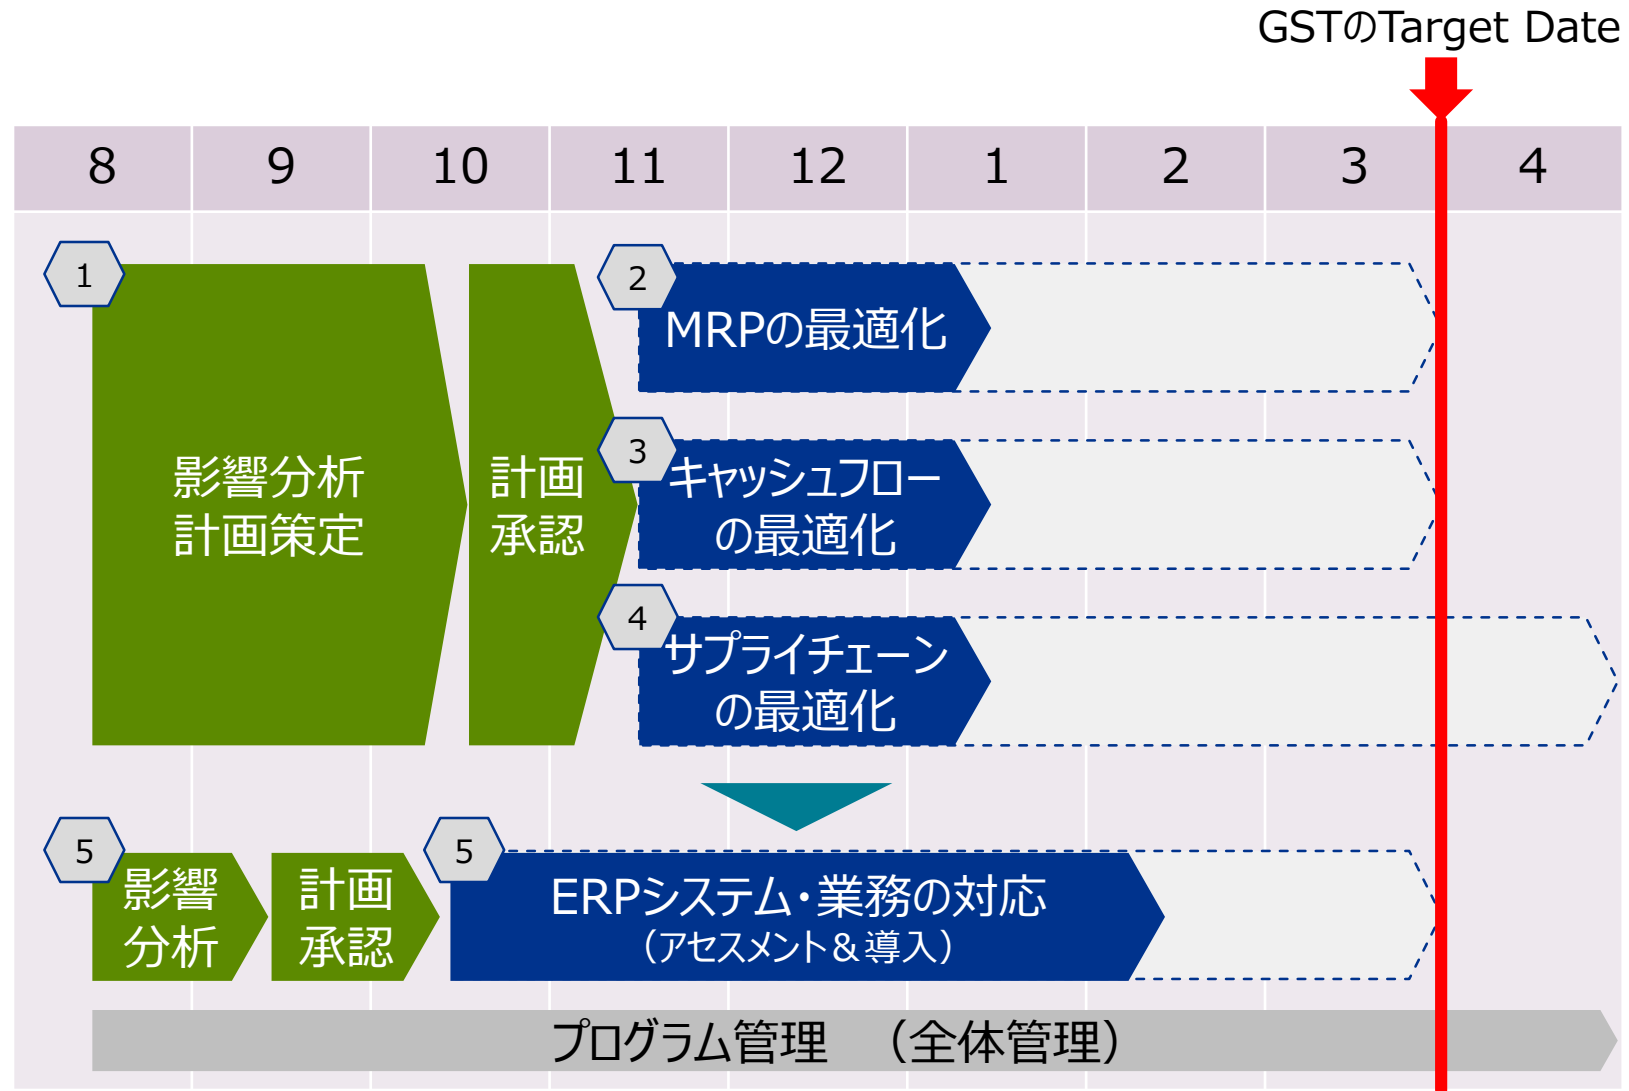 GSTのTarget Date
8 9 10 11 12 1 2 3 4
1
影響分析
計画策定
計画
承認
2
MRPの最適化
3
キャッシュフロー
の最適化
4
サプライチェーン
の最適化
5
影響
分析
計画
承認
5
ERPシステム・業務の対応
（アセスメント＆導入）
プログラム管理　（全体管理）